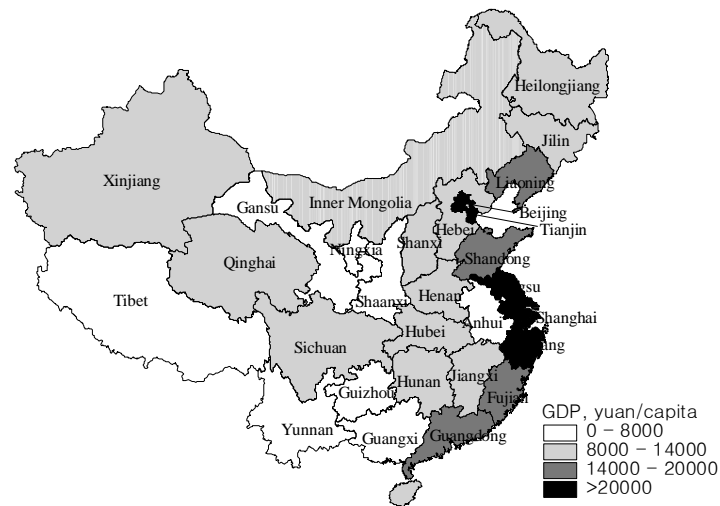 Heilongjiang
Jilin
Xinjiang
Liaoning
Gansu
Inner Mongolia
Beijing
Tianjin
Hebei
Shanxi
Ningxia
Shandong
Qinghai
Tibet
Shaanxi
Henan
Anhui
Shanghai
Hubei
Sichuan
Hunan
Jiangxi
Guizhou
Fujian
Yunnan
Guangxi
Guangdong
GDP, yuan/capita
0 – 8000
8000 – 14000
14000 – 20000
>20000